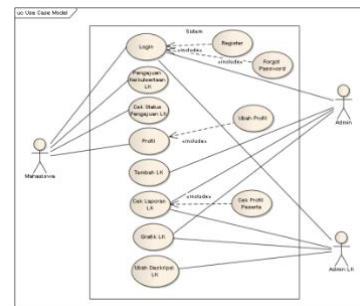 uc Use Case Model
Sistem
Login
Register
«include»
«include»
Forgot
Password
Pengajuan
Keikutsertaan
LK
Cek Status
Pengajuan LK
Profil
Ubah Profil
«include»
Tambah LK
Cek Laporan
LK
«include»
Cek Profil
Peserta
Grafik LK
Ubah Deskripsi
LK
Mahasiswa
Admin
Admin LK